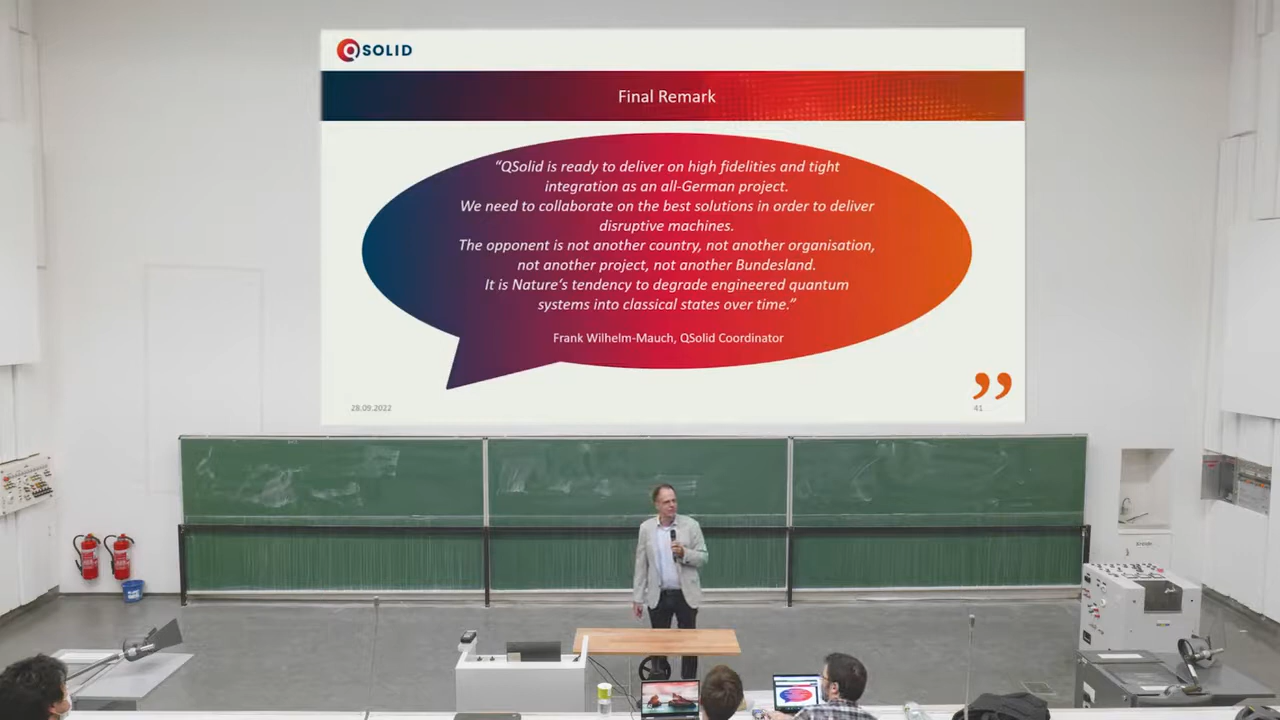 QSOLID
Final Remark
“QSolid is ready to deliver on high fidelities and tight
integration as an all-German project.
We need to collaborate on the best solutions in order to deliver
disruptive machines.
The opponent is not another country, not another organisation,
not another project, not another Bundesland.
It is Nature’s tendency to degrade engineered quantum
systems into classical states over time.”
Frank Wilhelm-Mauch, QSolid Coordinator
”
28.09.2022
41